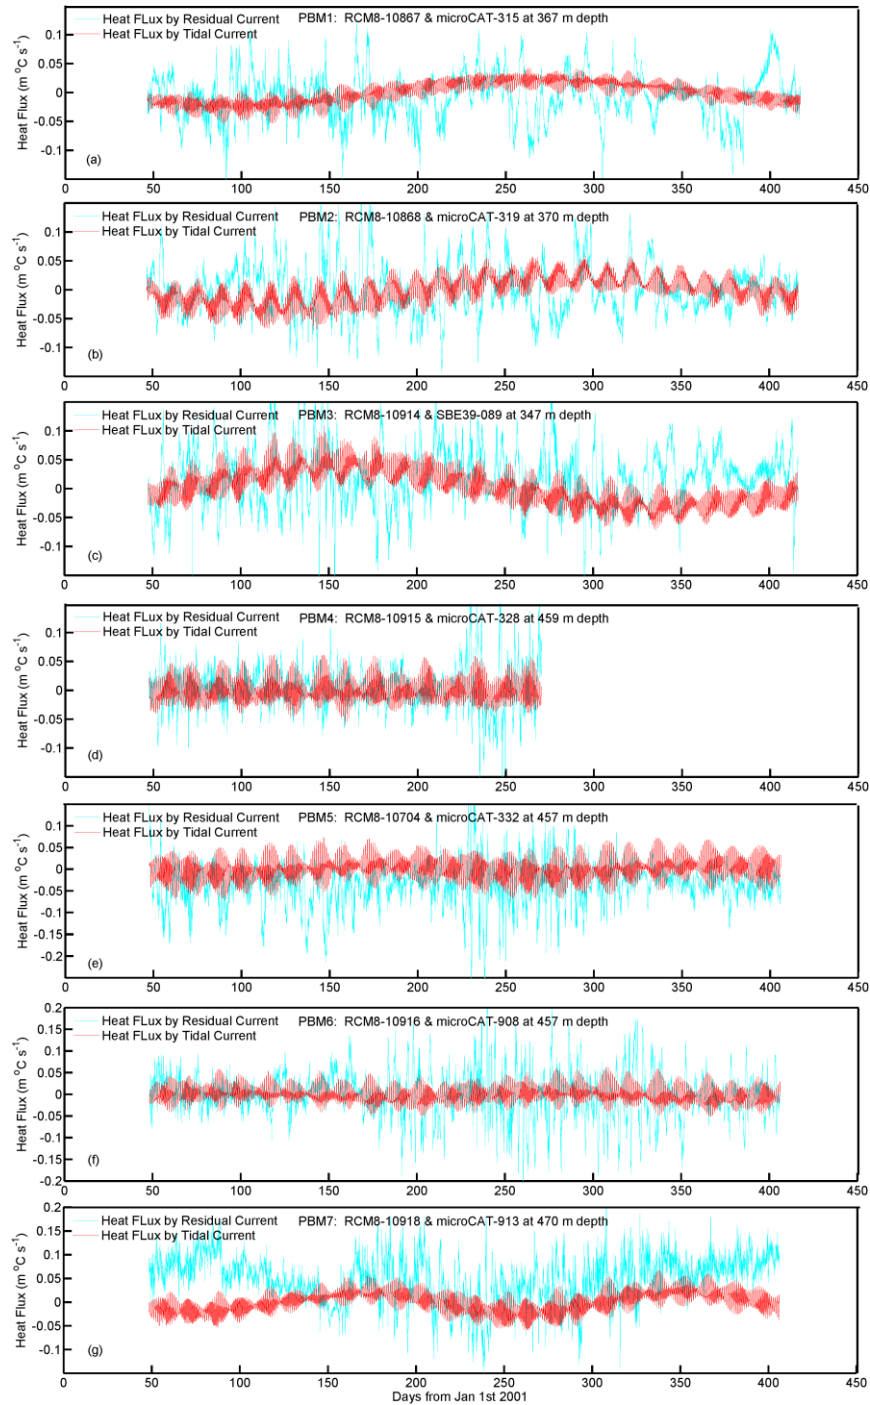 Heat FLux by Residual Current PBM1: RCM8-10867 & microCAT-315 at 367 m depth
Heat FLux by Tidal Current
Heat Flux (m °C s-1)
0.1
0.05
0
-0.05
-0.1
(a)
0 50 100 150 200 250 300 350 400 450
Heat FLux by Residual Current PBM2: RCM8-10868 & microCAT-319 at 370 m depth
Heat FLux by Tidal Current
Heat Flux (m °C s-1)
0.1
0.05
0
-0.05
-0.1
(b)
0 50 100 150 200 250 300 350 400 450
Heat FLux by Residual Current PBM3: RCM8-10914 & SBE39-089 at 347 m depth
Heat FLux by Tidal Current
Heat Flux (m °C s-1)
0.1
0.05
0
-0.05
-0.1
(c)
0 50 100 150 200 250 300 350 400 450
Heat FLux by Residual Current PBM4: RCM8-10915 & microCAT-328 at 459 m depth
Heat FLux by Tidal Current
Heat Flux (m °C s-1)
0.1
0.05
0
-0.05
-0.1
(d)
0 50 100 150 200 250 300 350 400 450
Heat FLux by Residual Current PBM5: RCM8-10704 & microCAT-332 at 457 m depth
Heat FLux by Tidal Current
Heat Flux (m °C s-1)
0.1
0.05
0
-0.05
-0.1
-0.15
-0.2
(e)
0 50 100 150 200 250 300 350 400 450
Heat FLux by Residual Current PBM6: RCM8-10916 & microCAT-908 at 457 m depth
Heat FLux by Tidal Current
Heat Flux (m °C s-1)
0.2
0.15
0.1
0.05
0
-0.05
-0.1
-0.15
-0.2
(f)
0 50 100 150 200 250 300 350 400 450
Heat FLux by Residual Current PBM7: RCM8-10918 & microCAT-913 at 470 m depth
Heat FLux by Tidal Current
Heat Flux (m °C s-1)
0.2
0.15
0.1
0.05
0
-0.05
-0.1
(g)
0 50 100 150 200 250 300 350 400 450
Days from Jan 1st 2001